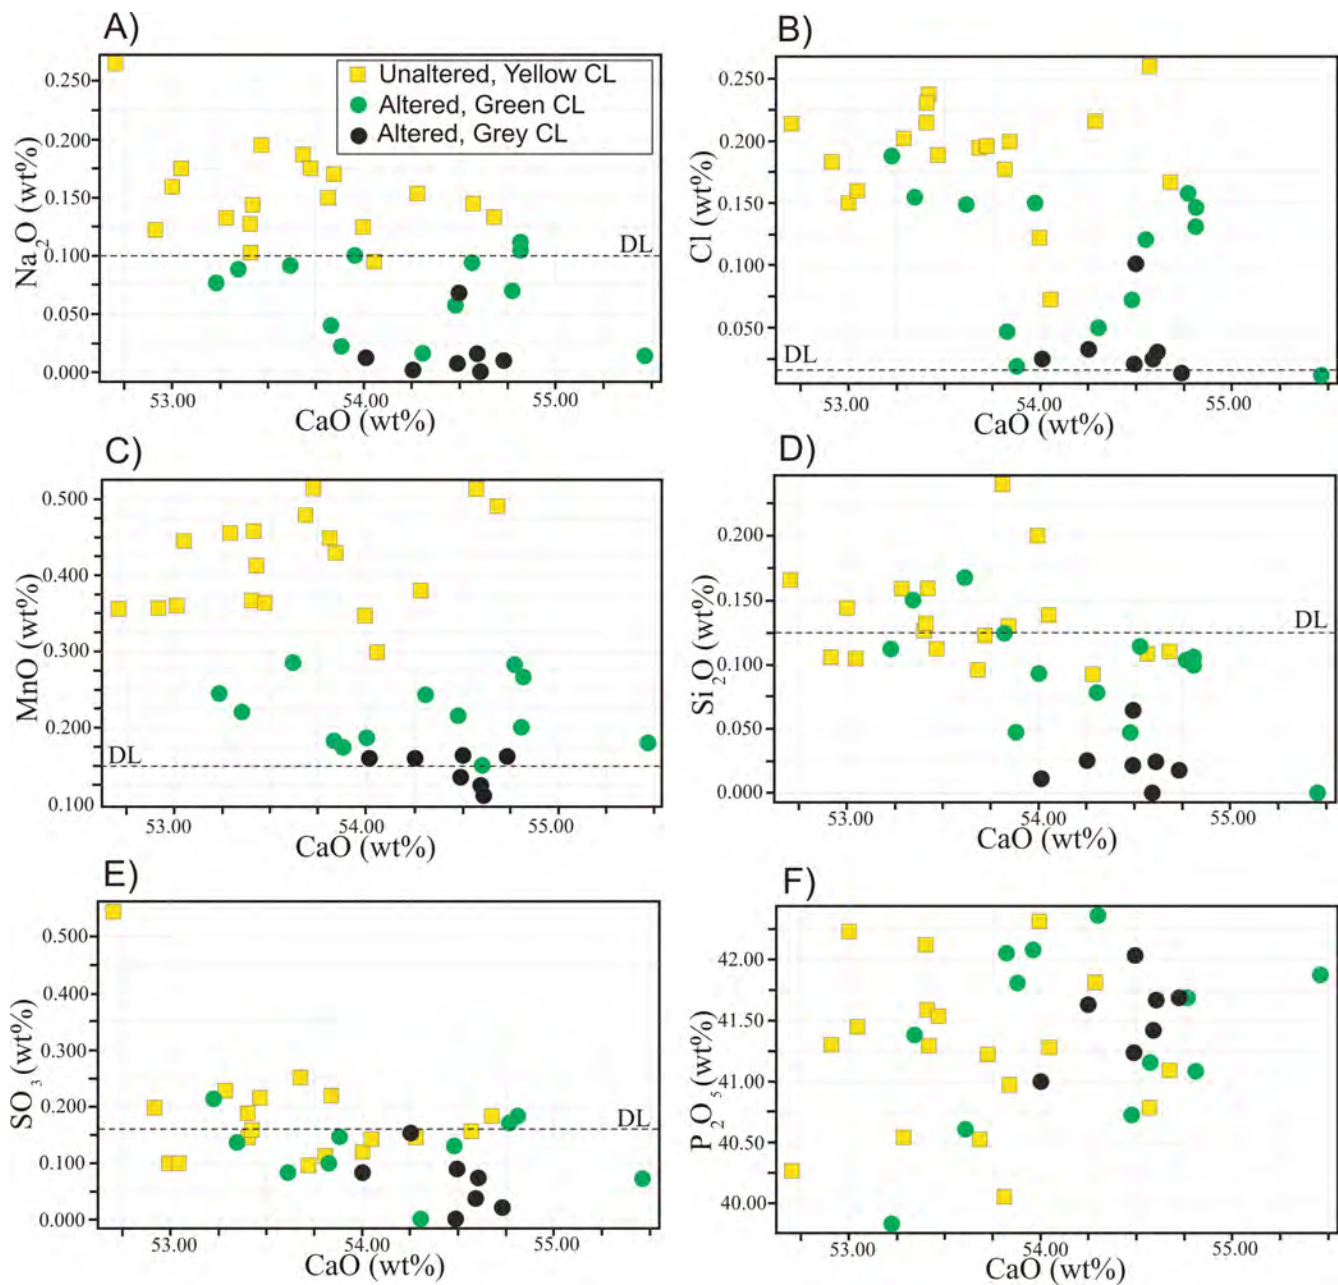 A)
Na2O (wt%)
0.250
0.200
0.150
0.100
0.050
0.000
Unaltered, Yellow CL
Altered, Green CL
Altered, Grey CL
DL
53.00 54.00 55.00
CaO (wt%)
B)
Cl (wt%)
0.250
0.200
0.150
0.100
0.050
DL
53.00 54.00 55.00
CaO (wt%)
C)
MnO (wt%)
0.500
0.400
0.300
0.200
DL
0.100
53.00 54.00 55.00
CaO (wt%)
D)
Si2O (wt%)
0.200
0.150
DL
0.100
0.050
0.000
53.00 54.00 55.00
CaO (wt%)
E)
SO3 (wt%)
0.500
0.400
0.300
0.200
DL
0.100
0.000
53.00 54.00 55.00
CaO (wt%)
F)
P2O5 (wt%)
42.00
41.50
41.00
40.50
40.00
53.00 54.00 55.00
CaO (wt%)